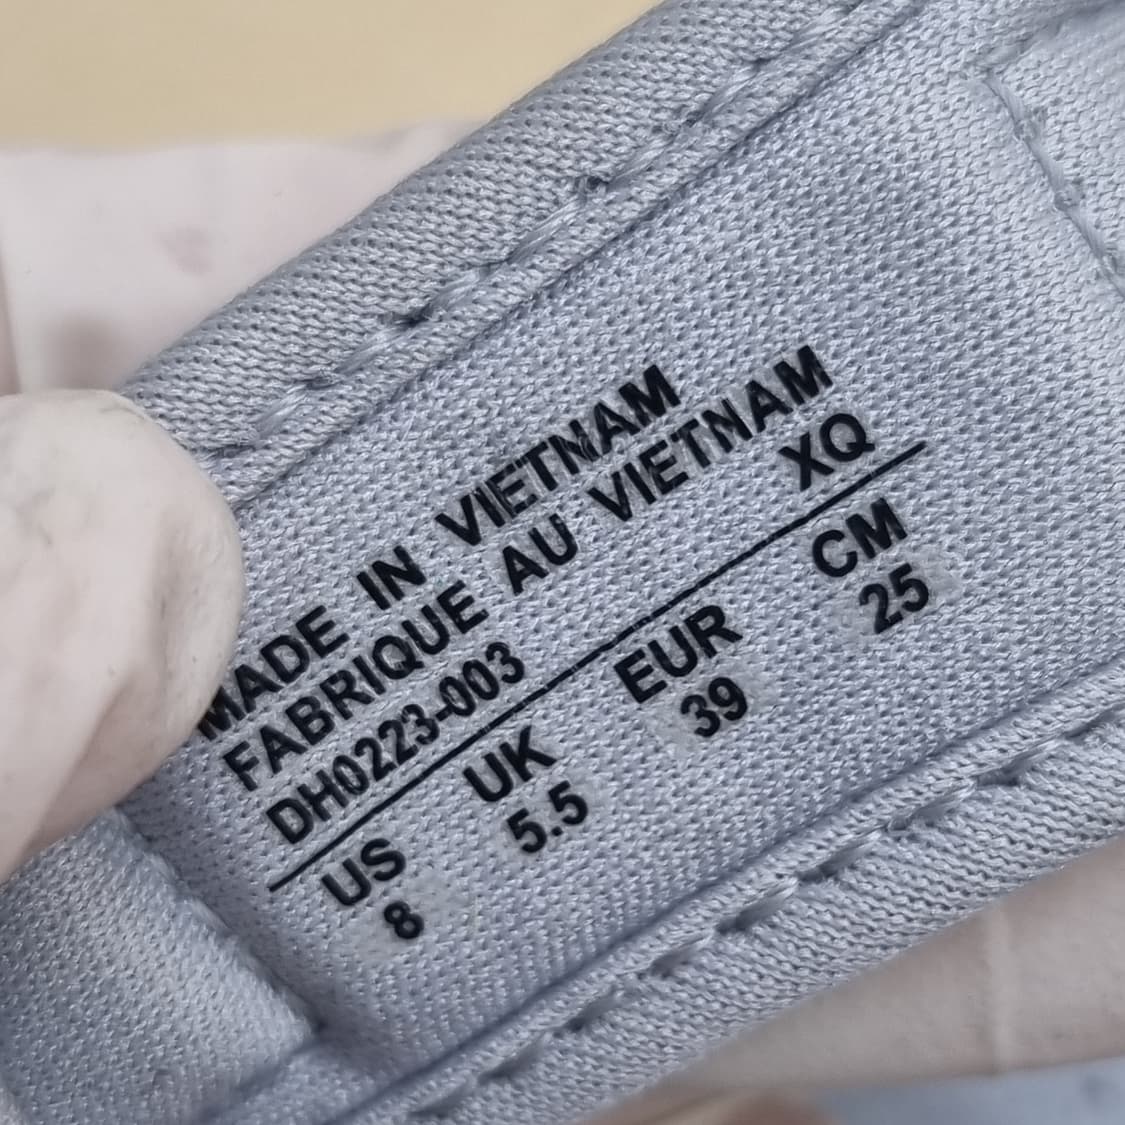 MADE IN VIETNAM
FABRIQUE AU VIETNAM
DH0223-003 XQ
US UK EUR CM
8 5.5 39 25